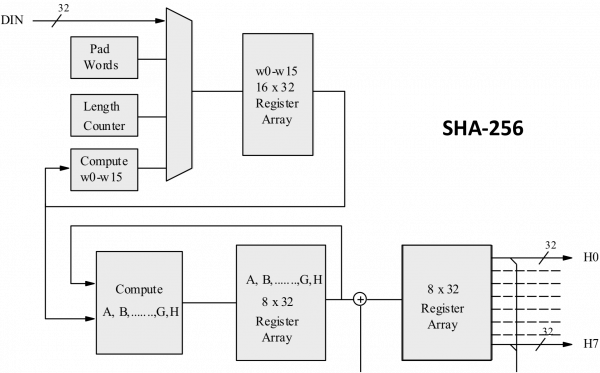 DIN
32
Pad
Words
Length
Counter
Compute
w0-w15
w0-w15
16 x 32
Register
Array
SHA-256
Compute
A, B,.......,G,H
A, B,.......,G,H
8 x 32
Register
Array
8 x 32
Register
Array
32
H0
32
H7